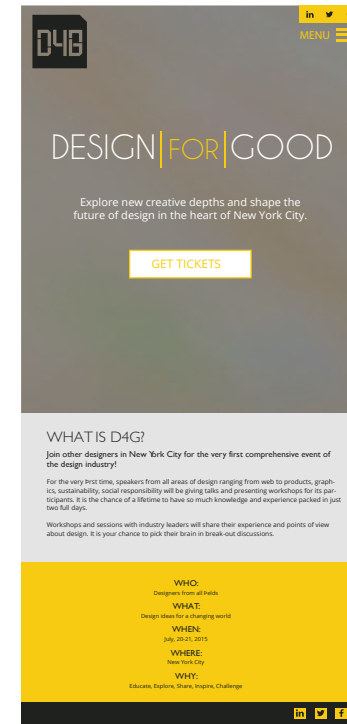 in
D4G
MENU
DESIGN|FOR|GOOD
Explore new creative depths and shape the
future of design in the heart of New York City.
GET TICKETS
WHAT IS D4G?
Join other designers in New York City for the very first comprehensive event of
the design industry!
For the very Þrst time, speakers from all areas of design ranging from web to products, graph-
ics, sustainability, social responsibility will be giving talks and presenting workshops for its par-
ticipants. It is the chance of a lifetime to have so much knowledge and experience packed in just
two full days.
Workshops and sessions with industry leaders will share their experience and points of view
about design. It is your chance to pick their brain in break-out discussions.
WHO:
Designers from all Þelds
WHAT:
Design ideas for a changing world
WHEN:
July, 20-21, 2015
WHERE:
New York City
WHY:
Educate, Explore, Share, Inspire, Challenge
in f